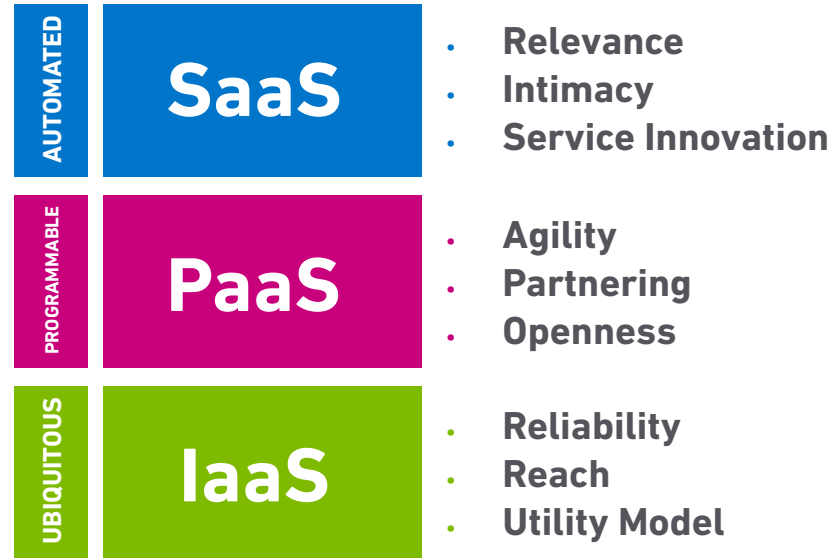 AUTOMATED
SaaS
• Relevance
• Intimacy
• Service Innovation
PROGRAMMABLE
PaaS
• Agility
• Partnering
• Openness
UBIQUITOUS
IaaS
• Reliability
• Reach
• Utility Model